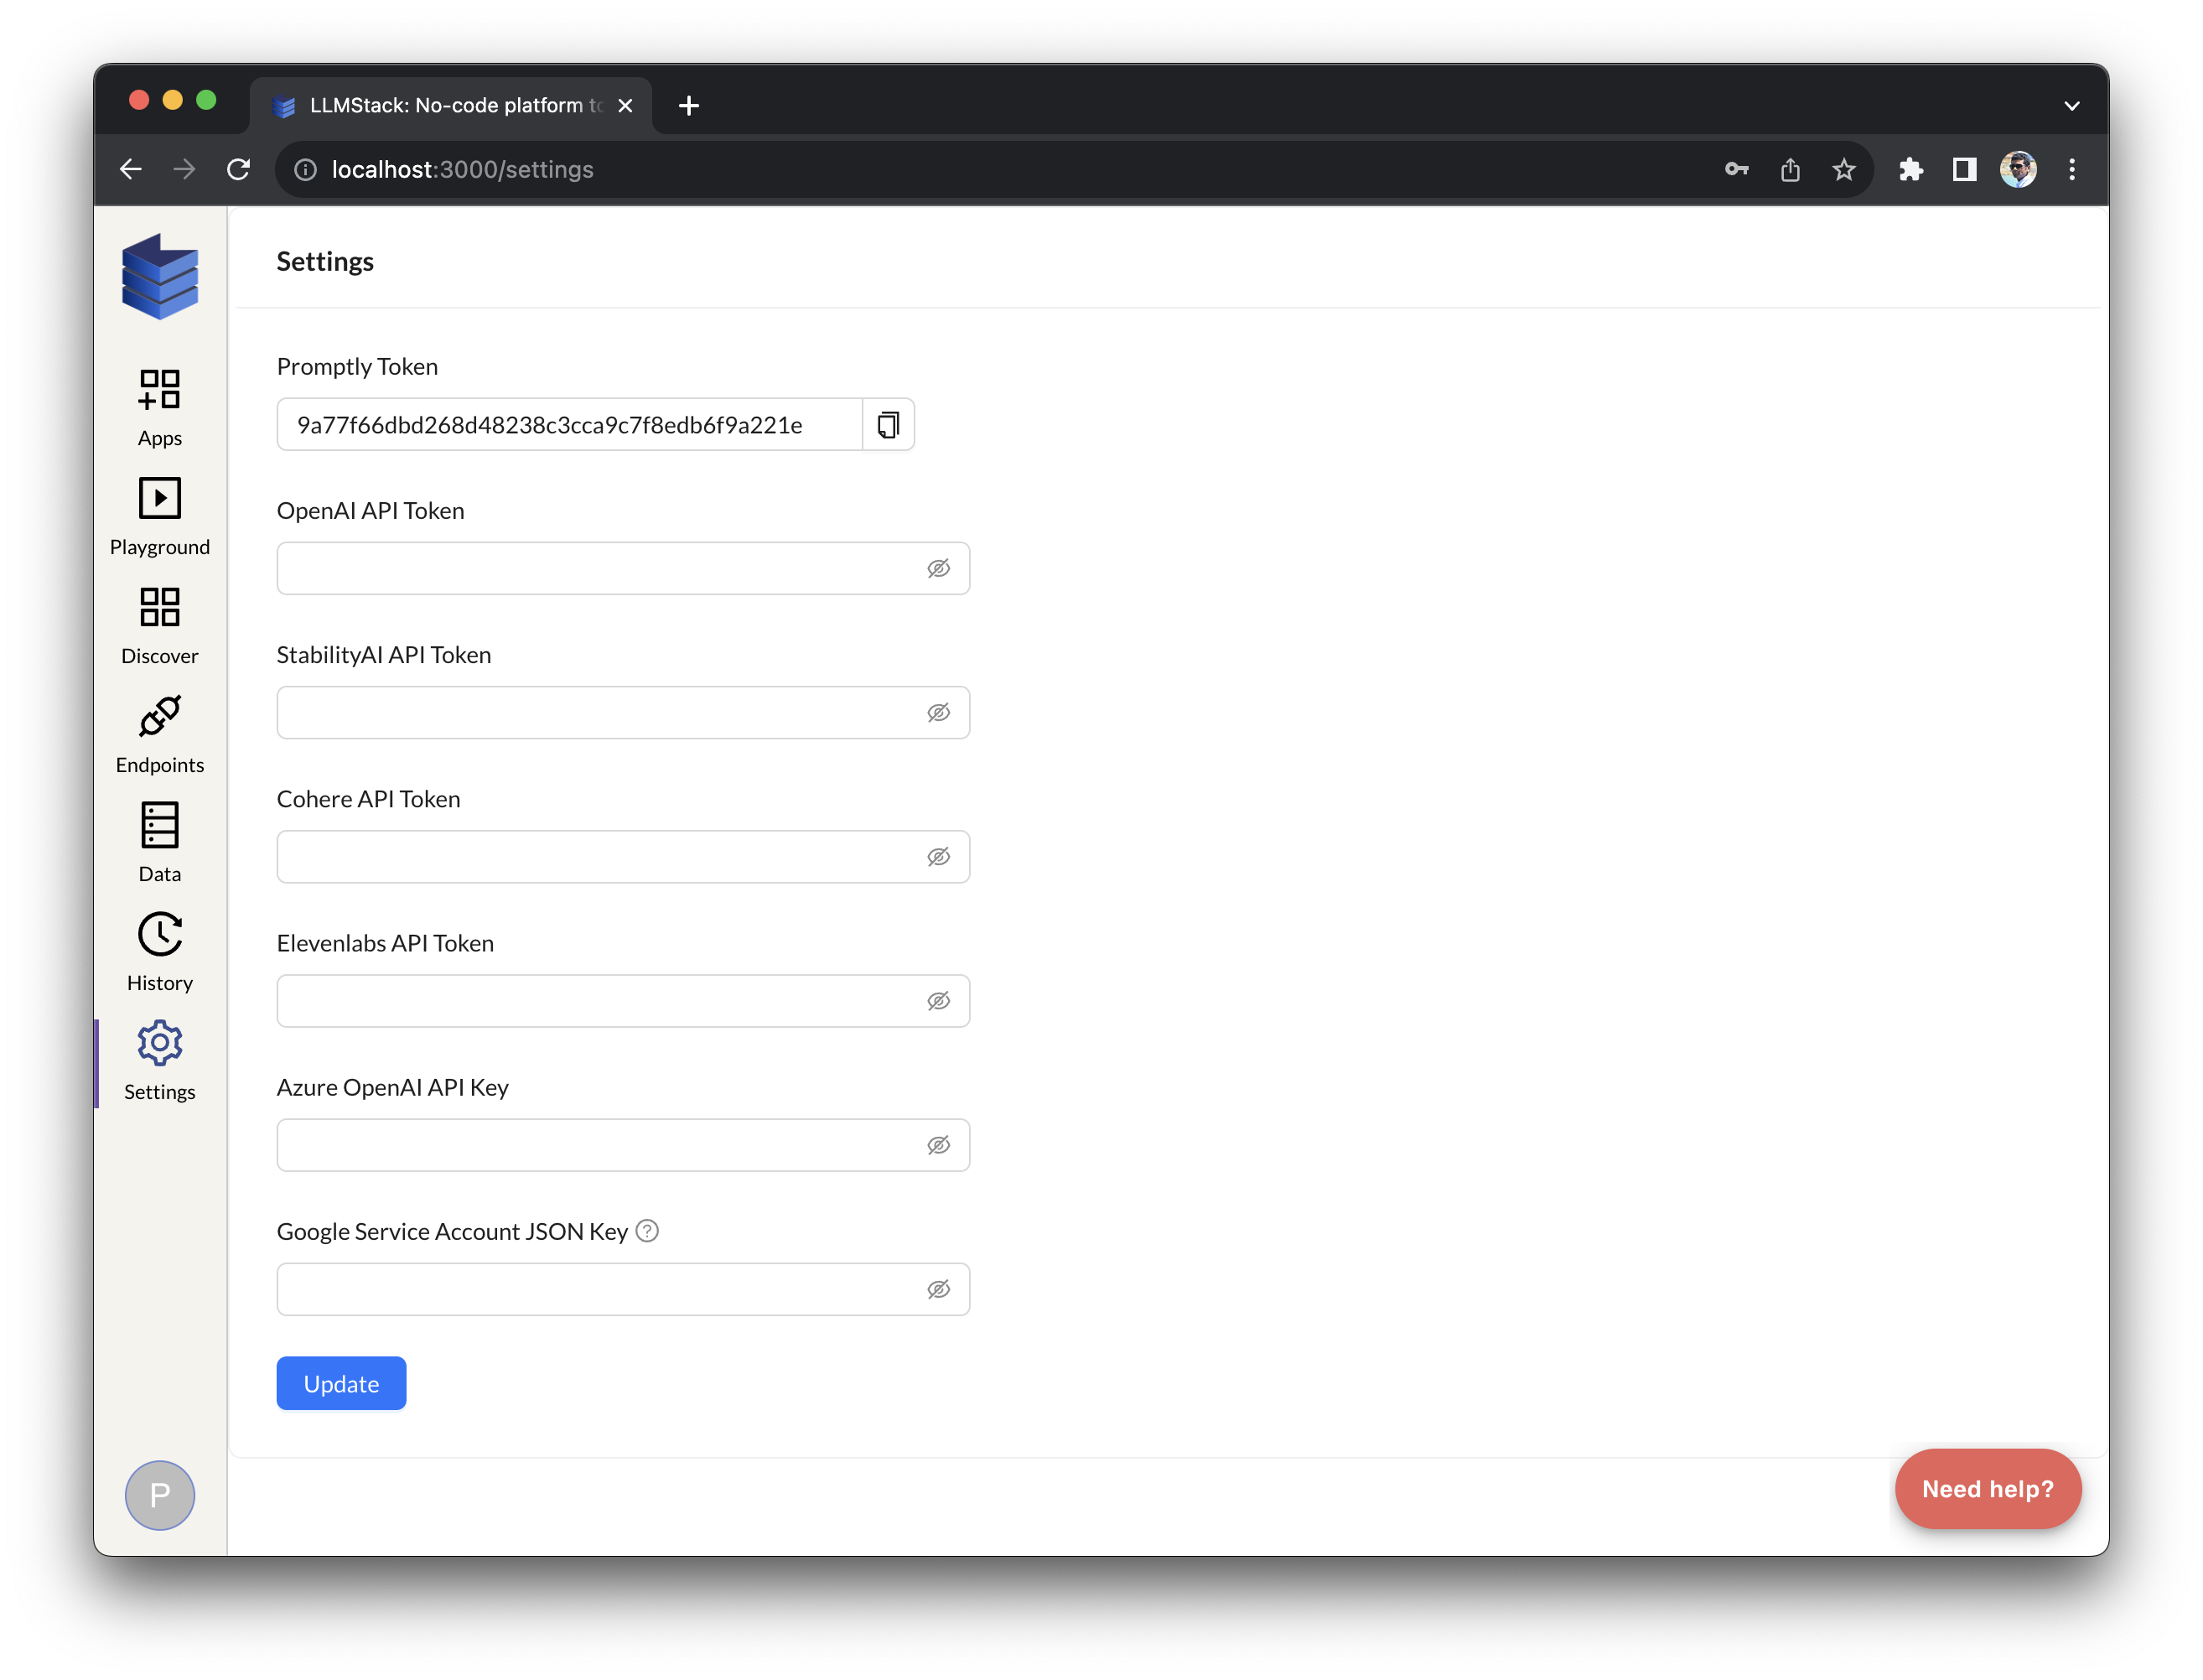 LLMStack: No-code platform to
localhost:3000/settings
Apps
Playground
Discover
Endpoints
Data
History
Settings
P
Settings
Promptly Token
9a77f66dbd268d48238c3cca9c7f8edb6f9a221e
OpenAI API Token
StabilityAI API Token
Cohere API Token
Elevenlabs API Token
Azure OpenAI API Key
Google Service Account JSON Key
Update
Need help?